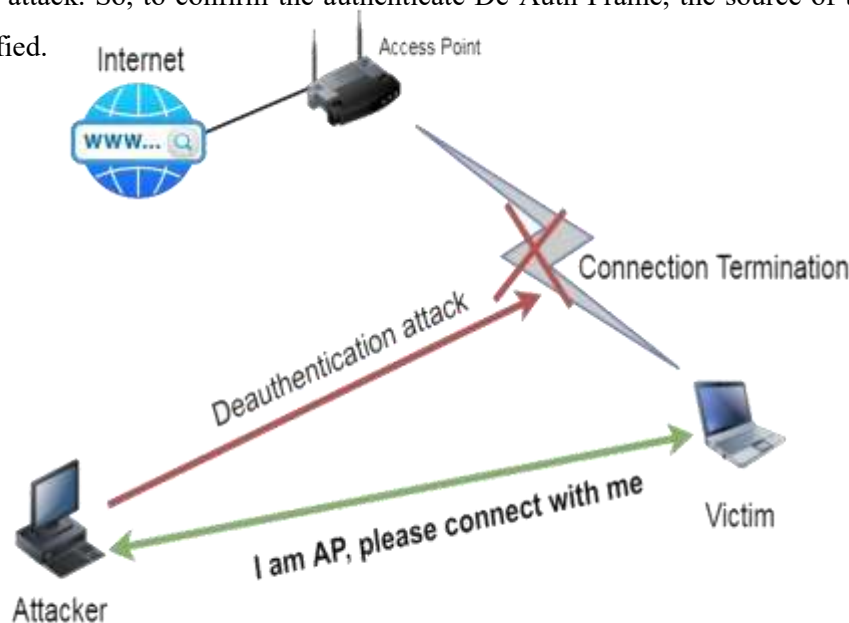 attack. So, to confirm the authenticate De-Auth Frame, the source of
fied.
Internet
Access Point
www...
Connection Termination
Deauthentication attack
I am AP, please connect with me
Victim
Attacker